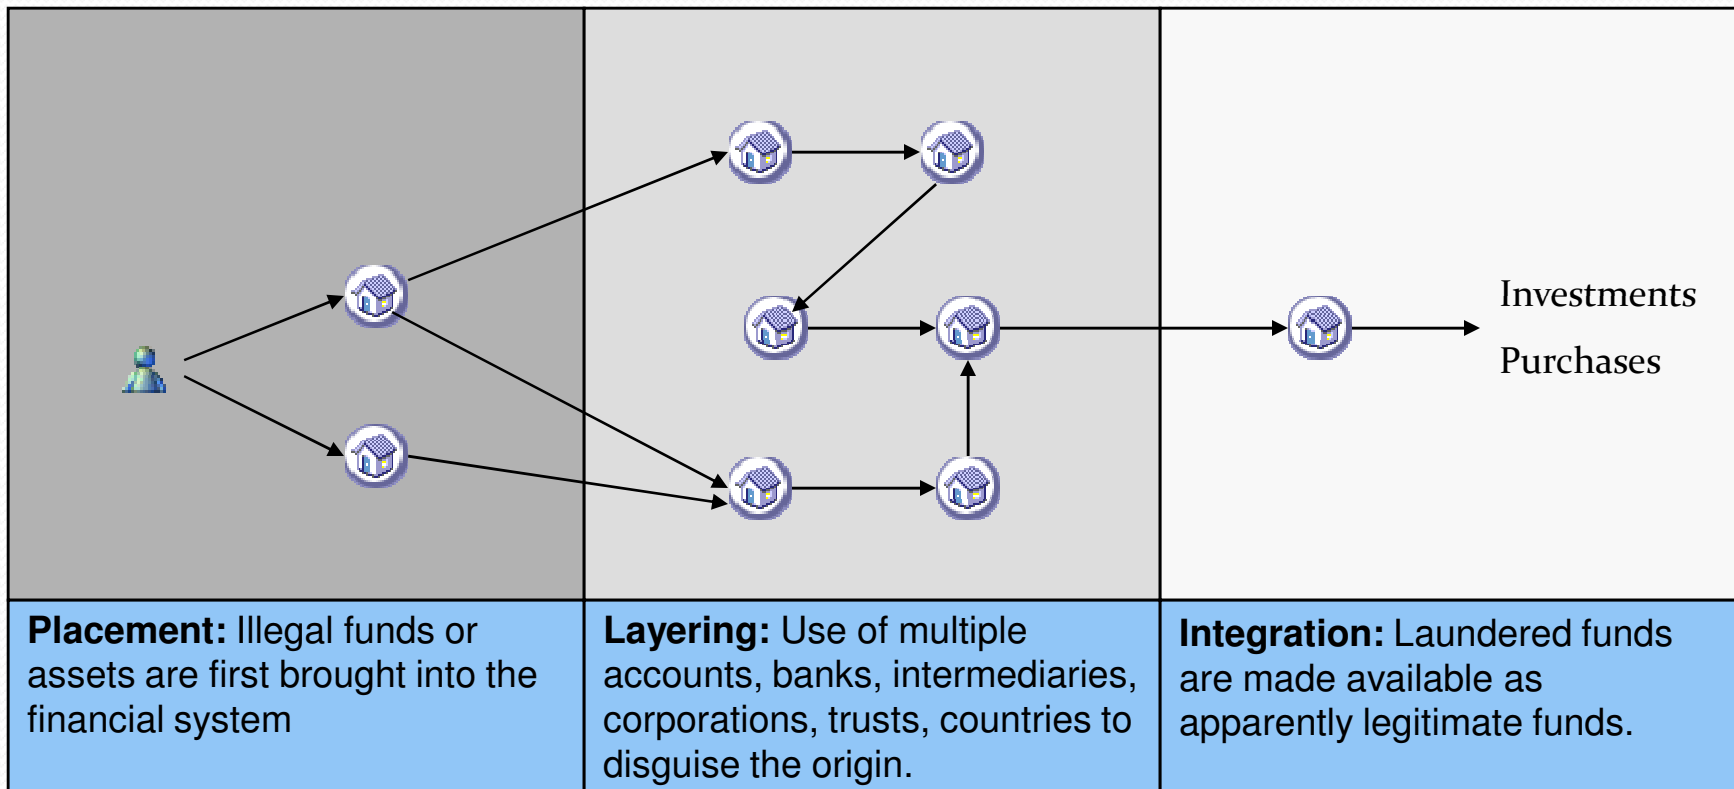 Investments
Purchases
Placement: Illegal funds or
assets are first brought into the
financial system
Layering: Use of multiple
accounts, banks, intermediaries,
corporations, trusts, countries to
disguise the origin.
Integration: Laundered funds
are made available as
apparently legitimate funds.